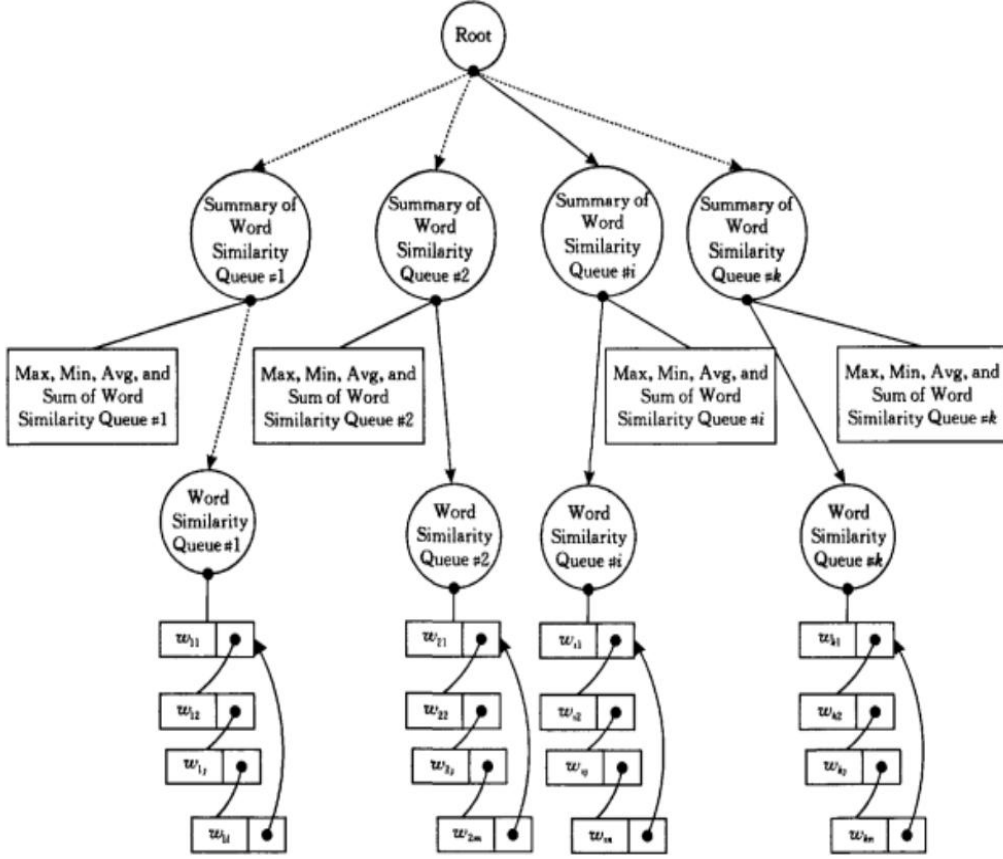 Root
Summary of
Word
Similarity
Queue #1
Summary of
Word
Similarity
Queue #2
Summary of
Word
Similarity
Queue #i
Summary of
Word
Similarity
Queue #k
Max, Min, Avg, and
Sum of Word
Similarity Queue #1
Max, Min, Avg, and
Sum of Word
Similarity Queue #2
Max, Min, Avg, and
Sum of Word
Similarity Queue #i
Max, Min, Avg, and
Sum of Word
Similarity Queue #k
Word
Similarity
Queue #1
Word
Similarity
Queue #2
Word
Similarity
Queue #i
Word
Similarity
Queue #k
w11
w21
wi1
wk1
w12
w22
wi2
wk2
w1j
w2j
wij
wkj
w2m